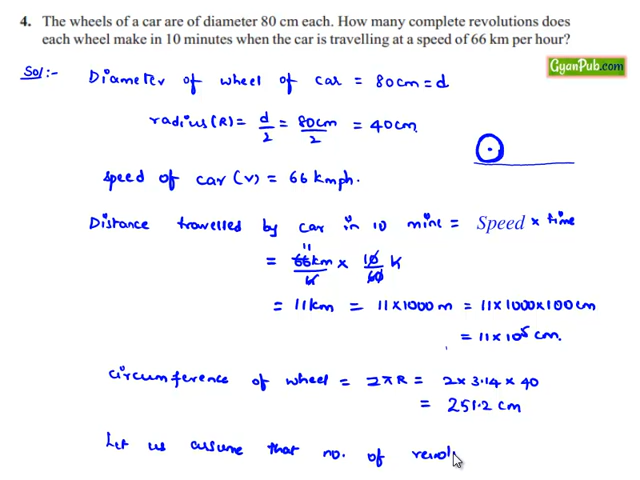 4. The wheels of a car are of diameter 80 cm each. How many complete revolutions does
each wheel make in 10 minutes when the car is travelling at a speed of 66 km per hour?
GyanPub.com
Sol:- Diameter of wheel of car = 80cm = d
radius(R) = d/2 = 80cm/2 = 40cm
speed of car (v) = 66 kmph.
Distance travelled by car in 10 mins = Speed × time
= 11 66km/h × 10/60 h
= 11km = 11×1000 m = 11×1000×100 cm
= 11×10⁵ cm.
circumference of wheel = 2πR = 2×3.14×40
= 251.2 cm
Let us assume that no. of revol